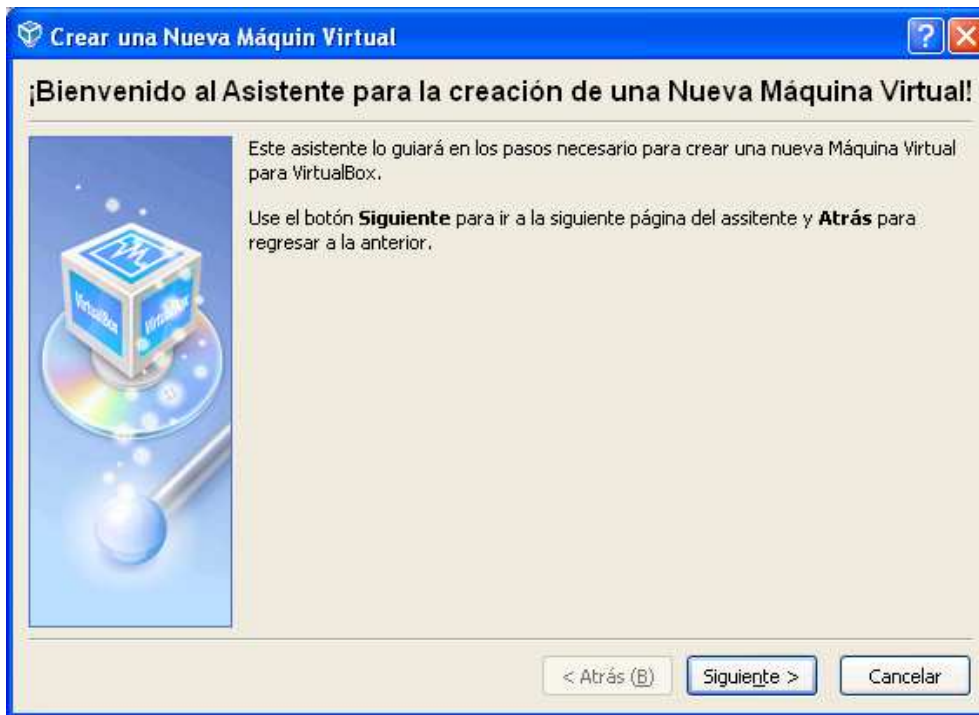 Crear una Nueva Máquin Virtual
¡Bienvenido al Asistente para la creación de una Nueva Máquina Virtual!
Este asistente lo guiará en los pasos necesario para crear una nueva Máquina Virtual
para VirtualBox.
Use el botón Siguiente para ir a la siguiente página del assitente y Atrás para
regresar a la anterior.
VirtualBox
VirtualBox
< Atrás (B)
Siguiente >
Cancelar